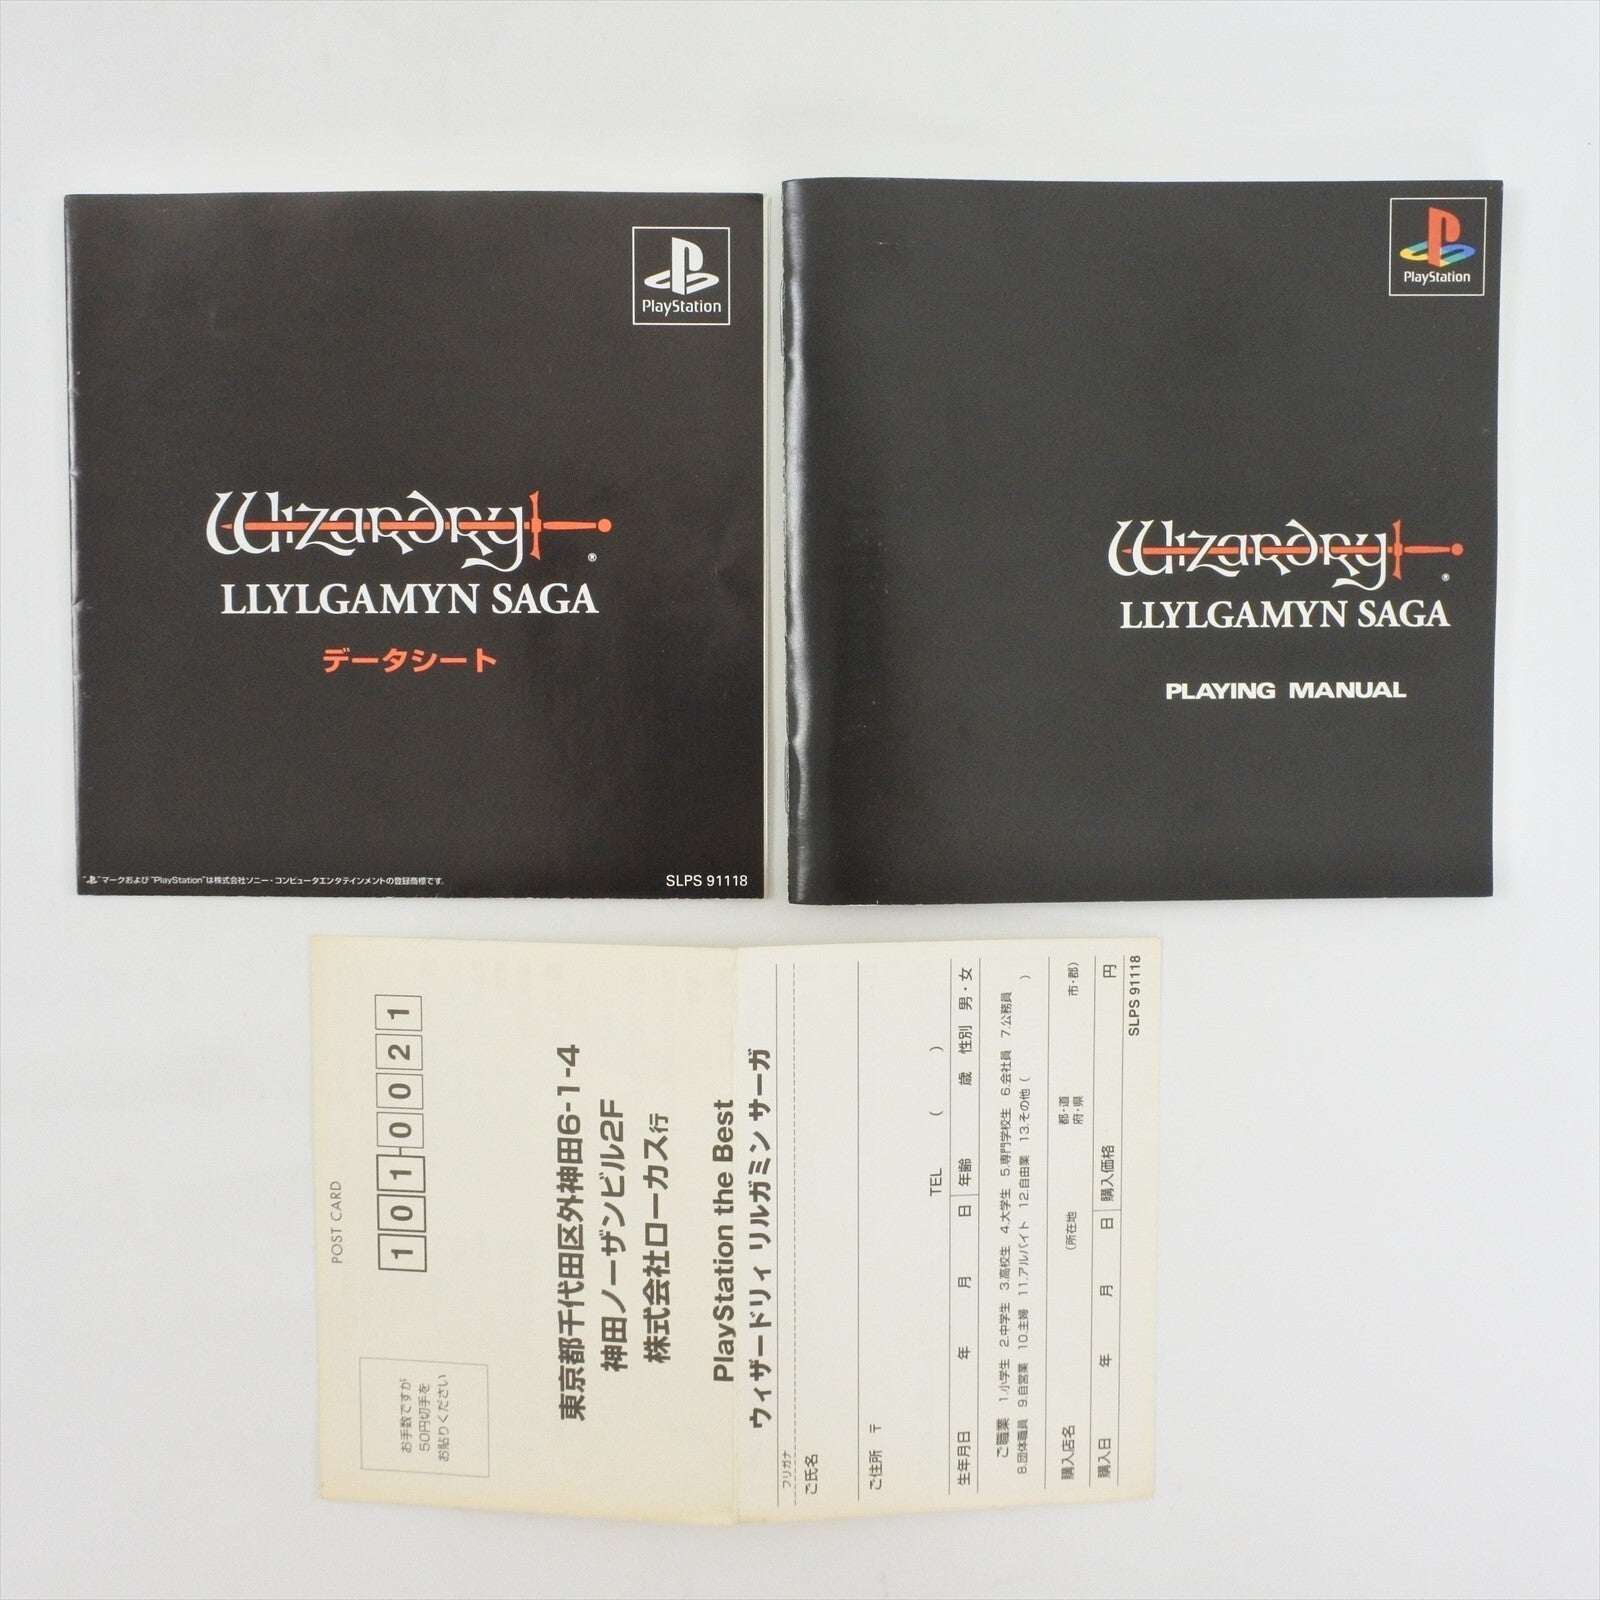 PlayStation
Wizardry
®
LLYLGAMYN SAGA
データシート
"マークおよび"PlayStation"は株式会社ソニー・コンピュータエンタテインメントの登録商標です。
SLPS 91118
PlayStation
Wizardry
®
LLYLGAMYN SAGA
PLAYING MANUAL
POST CARD
101-0021
お手数ですが
50円切手を
お貼りください
東京都千代田区外神田6-1-4
神田ノーザンビル2F
株式会社ローカス行
PlayStation the Best
ウィザードリィ リルガミン サーガ
フリガナ
ご氏名
ご住所 〒
TEL ( )
生年月日 年 月 日 年齢 歳 性別 男・女
ご職業 1.小学生 2.中学生 3.高校生 4.大学生 5.専門学校生 6.会社員 7.公務員
8.団体職員 9.自営業 10.主婦 11.アルバイト 12.自由業 13.その他( )
購入店名 (所在地 都・道 府・県 市・郡)
購入日 年 月 日 購入価格 円
SLPS 91118